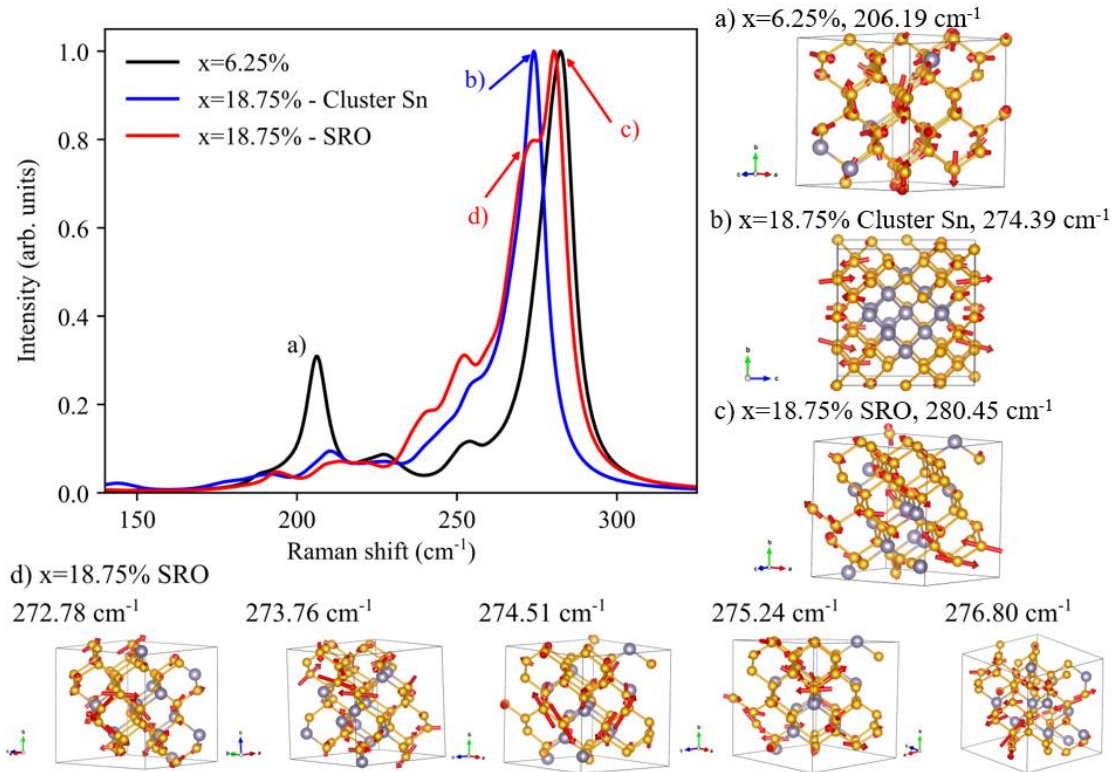 x=6.25%
x=18.75% - Cluster Sn
x=18.75% - SRO
a)
b)
c)
d)
Intensity (arb. units)
1.0
0.8
0.6
0.4
0.2
0.0
150
200
250
300
Raman shift (cm⁻¹)
a) x=6.25%, 206.19 cm⁻¹
b
c
a
b) x=18.75% Cluster Sn, 274.39 cm⁻¹
b
c
c) x=18.75% SRO, 280.45 cm⁻¹
b
c
a
d) x=18.75% SRO
272.78 cm⁻¹
273.76 cm⁻¹
274.51 cm⁻¹
275.24 cm⁻¹
276.80 cm⁻¹